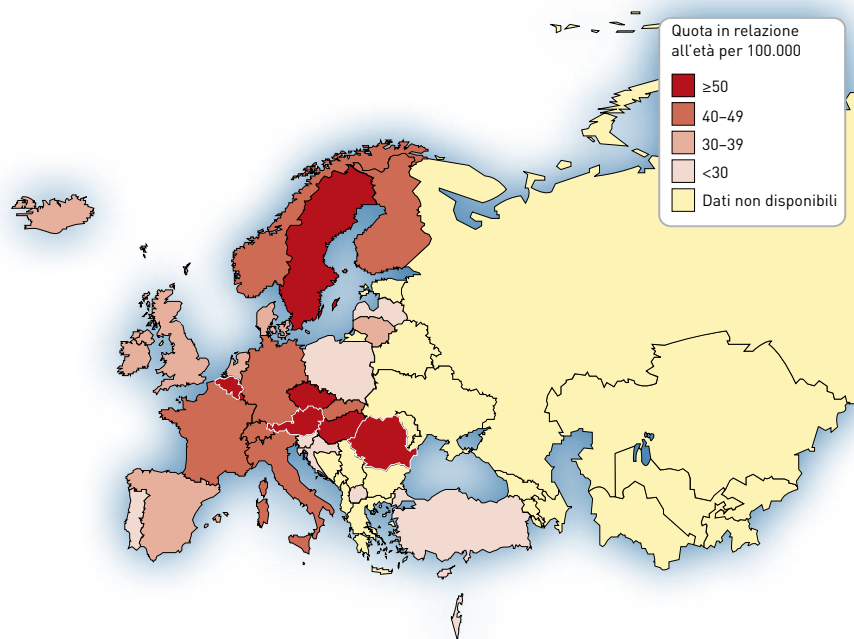 Quota in relazione
all'età per 100.000
≥50
40–49
30–39
<30
Dati non disponibili